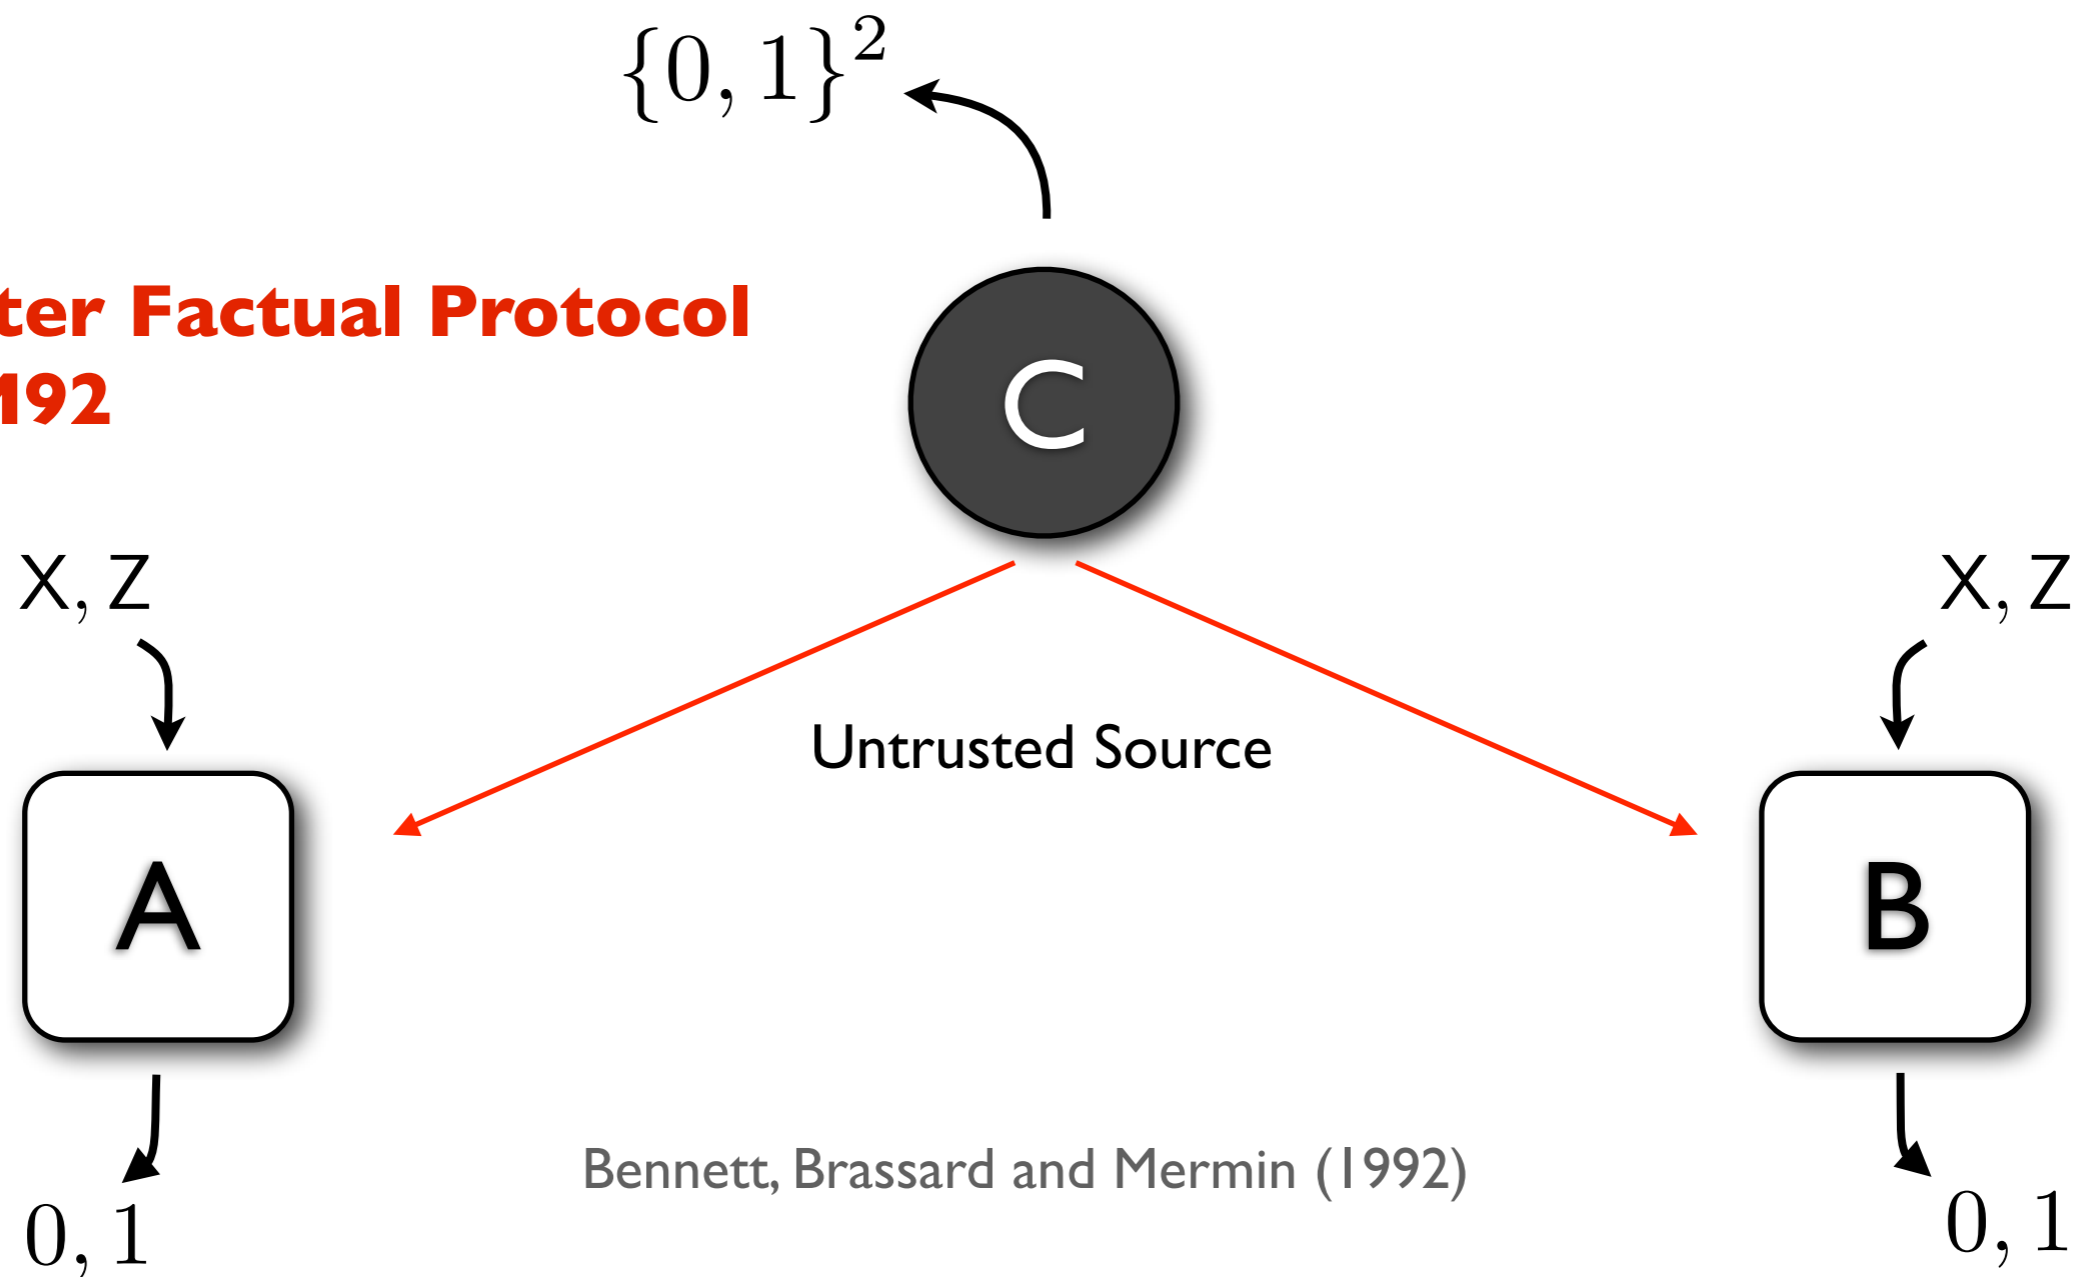 {0, 1}²
ter Factual Protocol
192
C
X, Z
X, Z
Untrusted Source
A
B
Bennett, Brassard and Mermin (1992)
0, 1
0, 1